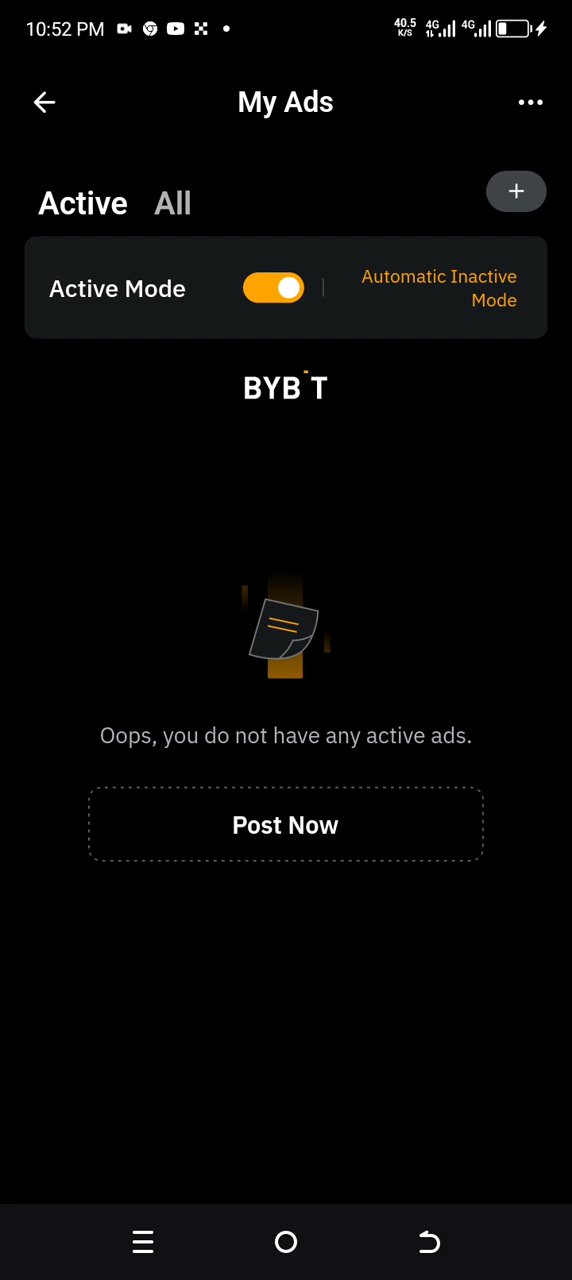 10:52 PM
40.5
K/S
4G
4G
My Ads
Active All
Active Mode
Automatic Inactive
Mode
BYBIT
Oops, you do not have any active ads.
Post Now